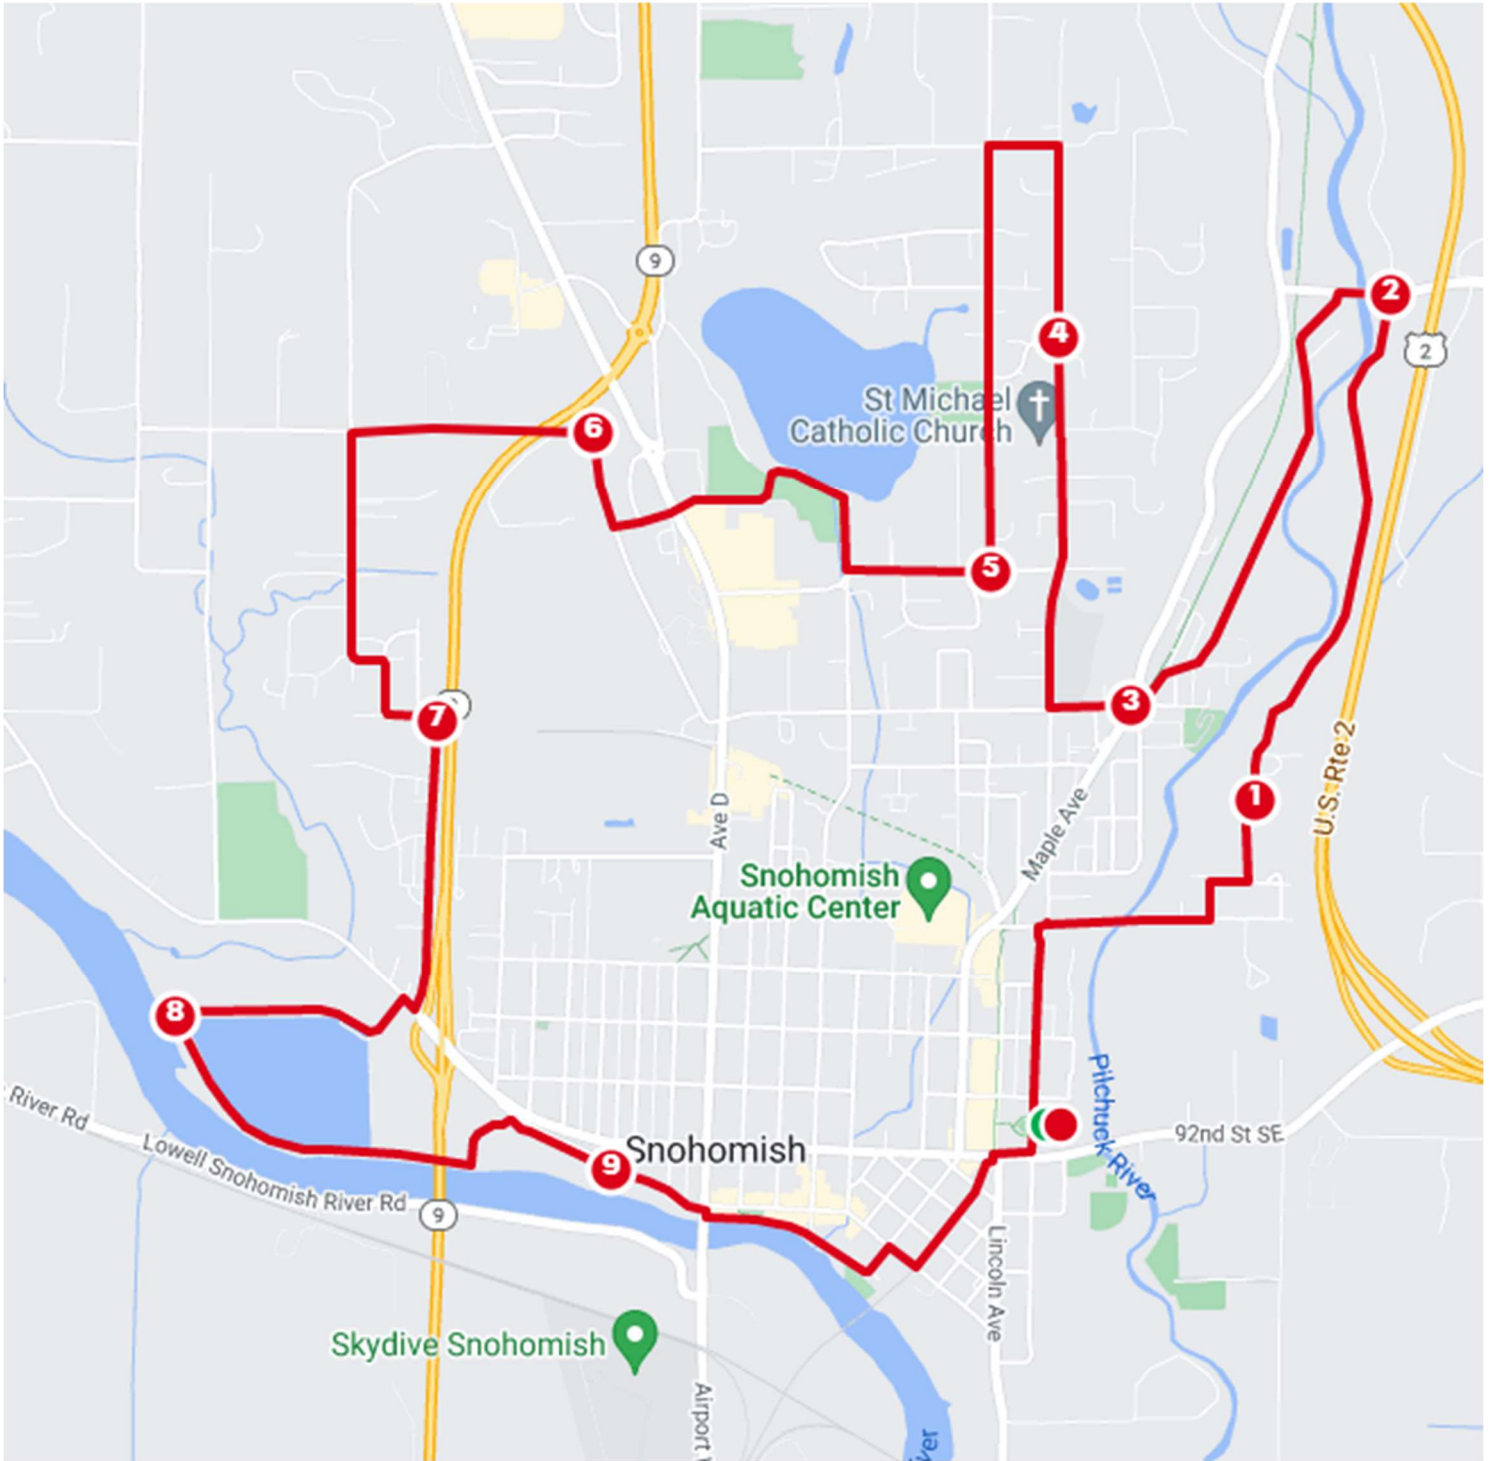 9
2
4
2
St Michael
Catholic Church
6
5
3
7
1
U.S. Rte 2
Ave D
Maple Ave
Snohomish
Aquatic Center
8
River Rd
Lowell Snohomish River Rd
Pilchuck River
92nd St SE
Snohomish
9
9
Lincoln Ave
Skydive Snohomish
Airport